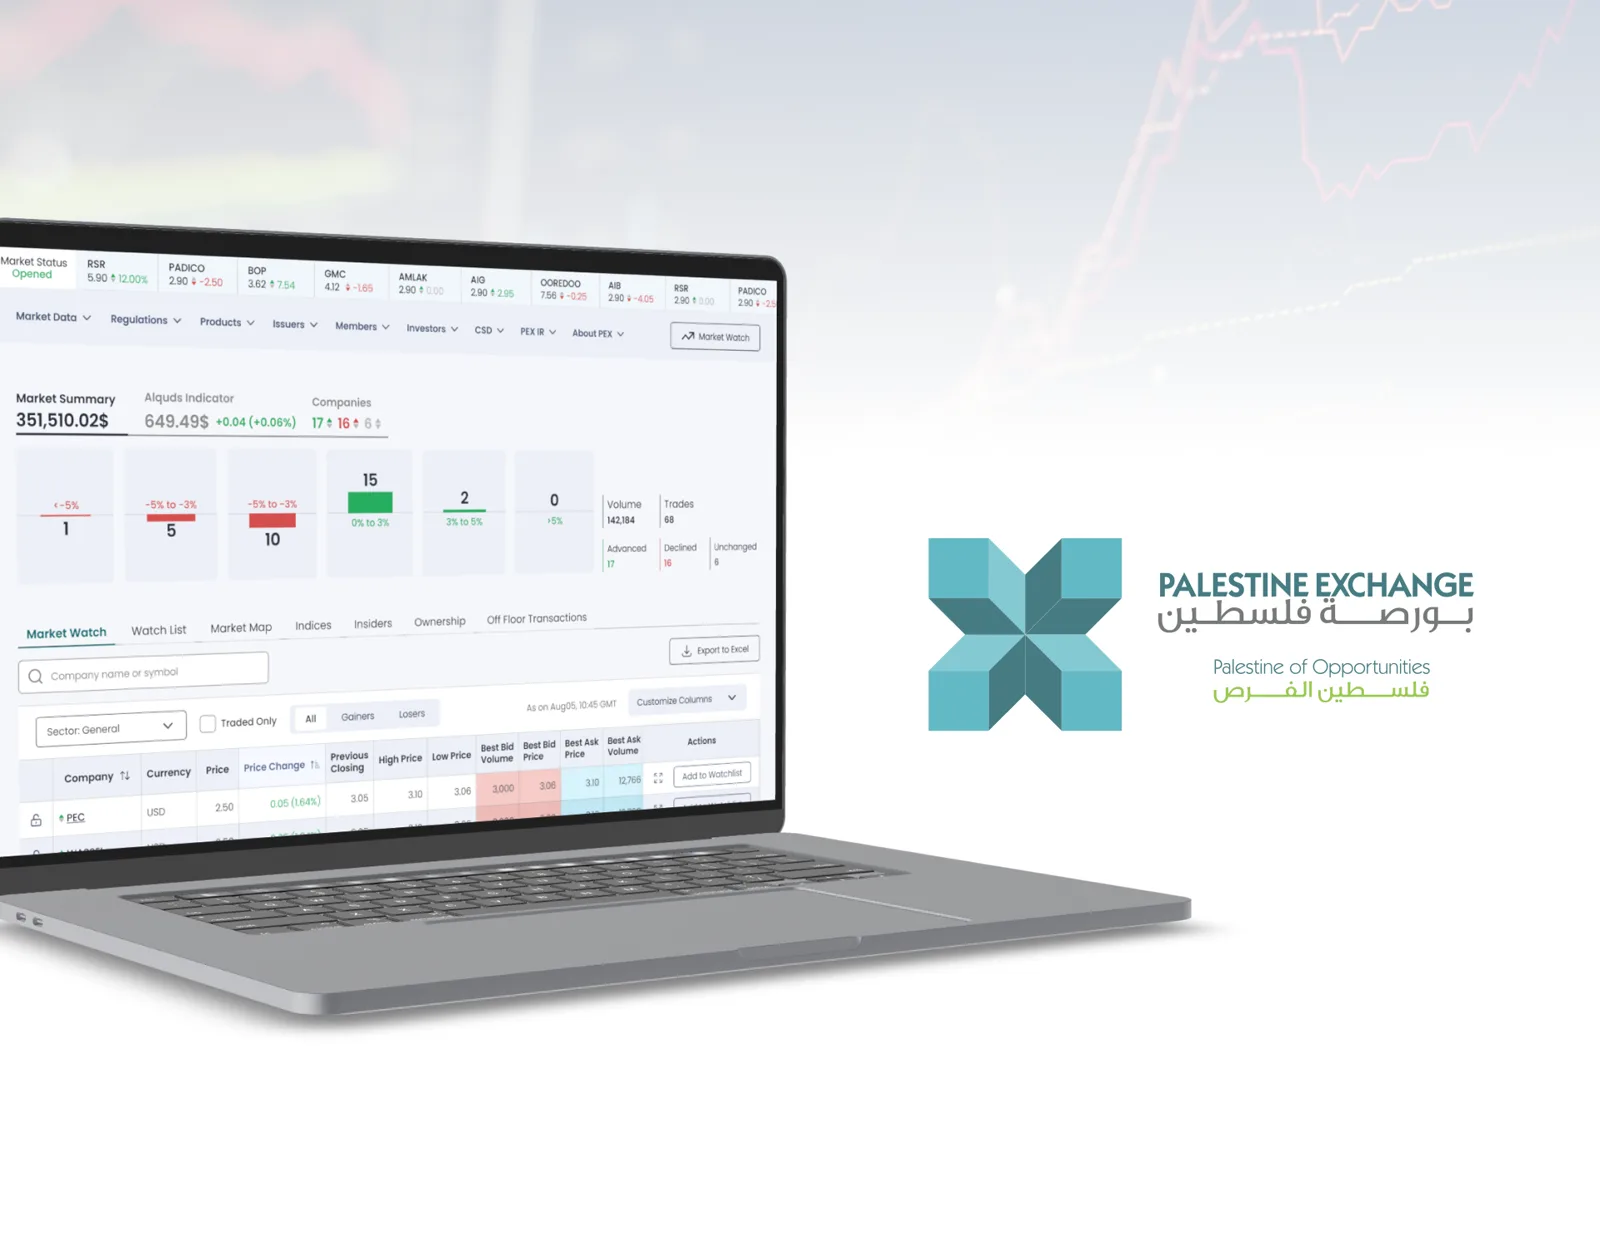 Market Status
Opened
RSR
5.90 12.00%
PADICO
2.90 -2.50
BOP
3.62 7.54
GMC
4.12 -1.65
AMLAK
2.90 0.00
AIG
2.90 2.95
OOREDOO
7.56 -0.25
AIB
2.90 -4.05
RSR
2.90 0.00
PADICO
2.90 -2.5
Market Data Regulations Products Issuers Members Investors CSD PEX IR About PEX Market Watch
Market Summary
351,510.02$
Alquds Indicator
649.49$ +0.04 (+0.06%)
Companies
17 16 6
<-5%
1
-5% to -3%
5
-5% to -3%
10
15
0% to 3%
2
3% to 5%
0
>5%
Volume
142,184
Trades
68
Advanced
17
Declined
16
Unchanged
6
Market Watch Watch List Market Map Indices Insiders Ownership Off Floor Transactions
Company name or symbol
Export to Excel
Sector: General
Traded Only
All Gainers Losers
As on Aug05, 10:45 GMT
Customize Columns
Company Currency Price Price Change Previous Closing High Price Low Price Best Bid Volume Best Bid Price Best Ask Price Best Ask Volume Actions
PEC USD 2.50 0.05 (1.64%) 3.05 3.10 3.06 3,000 3.06 3.10 12,766 Add to Watchlist
PALESTINE EXCHANGE
بورصة فلسطين
Palestine of Opportunities
فلسطين الفرص